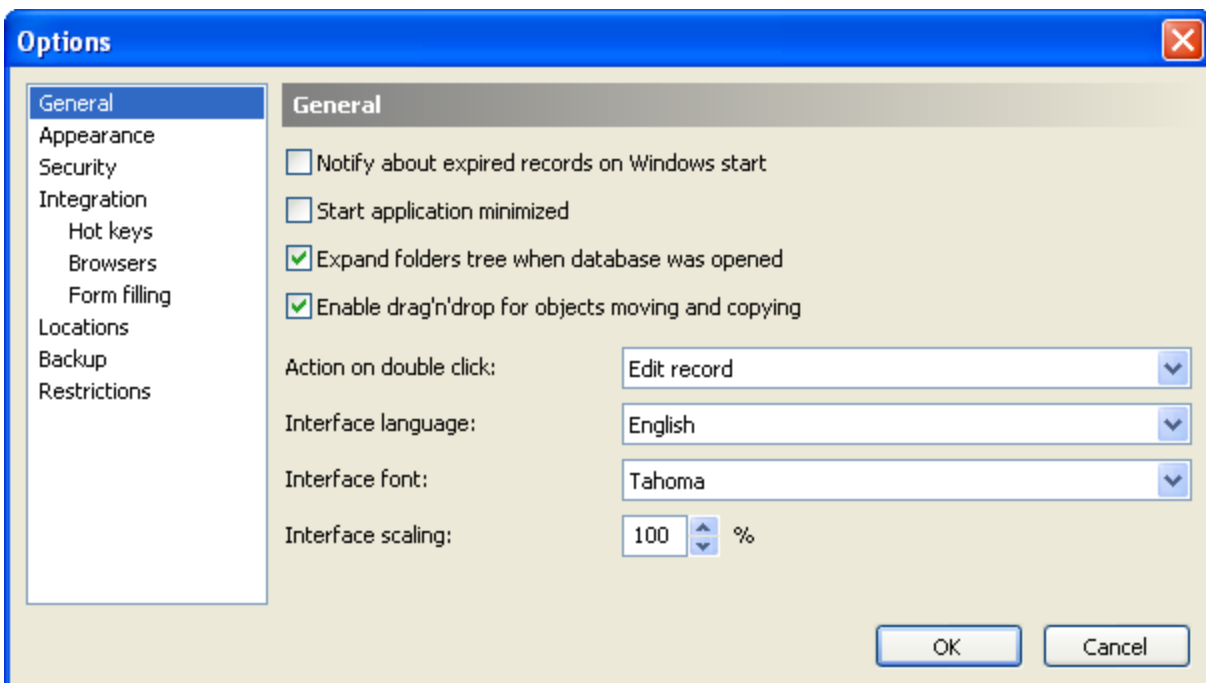 Options
General
Appearance
Security
Integration
Hot keys
Browsers
Form filling
Locations
Backup
Restrictions
General
Notify about expired records on Windows start
Start application minimized
Expand folders tree when database was opened
Enable drag'n'drop for objects moving and copying
Action on double click: Edit record
Interface language: English
Interface font: Tahoma
Interface scaling: 100 %
OK Cancel